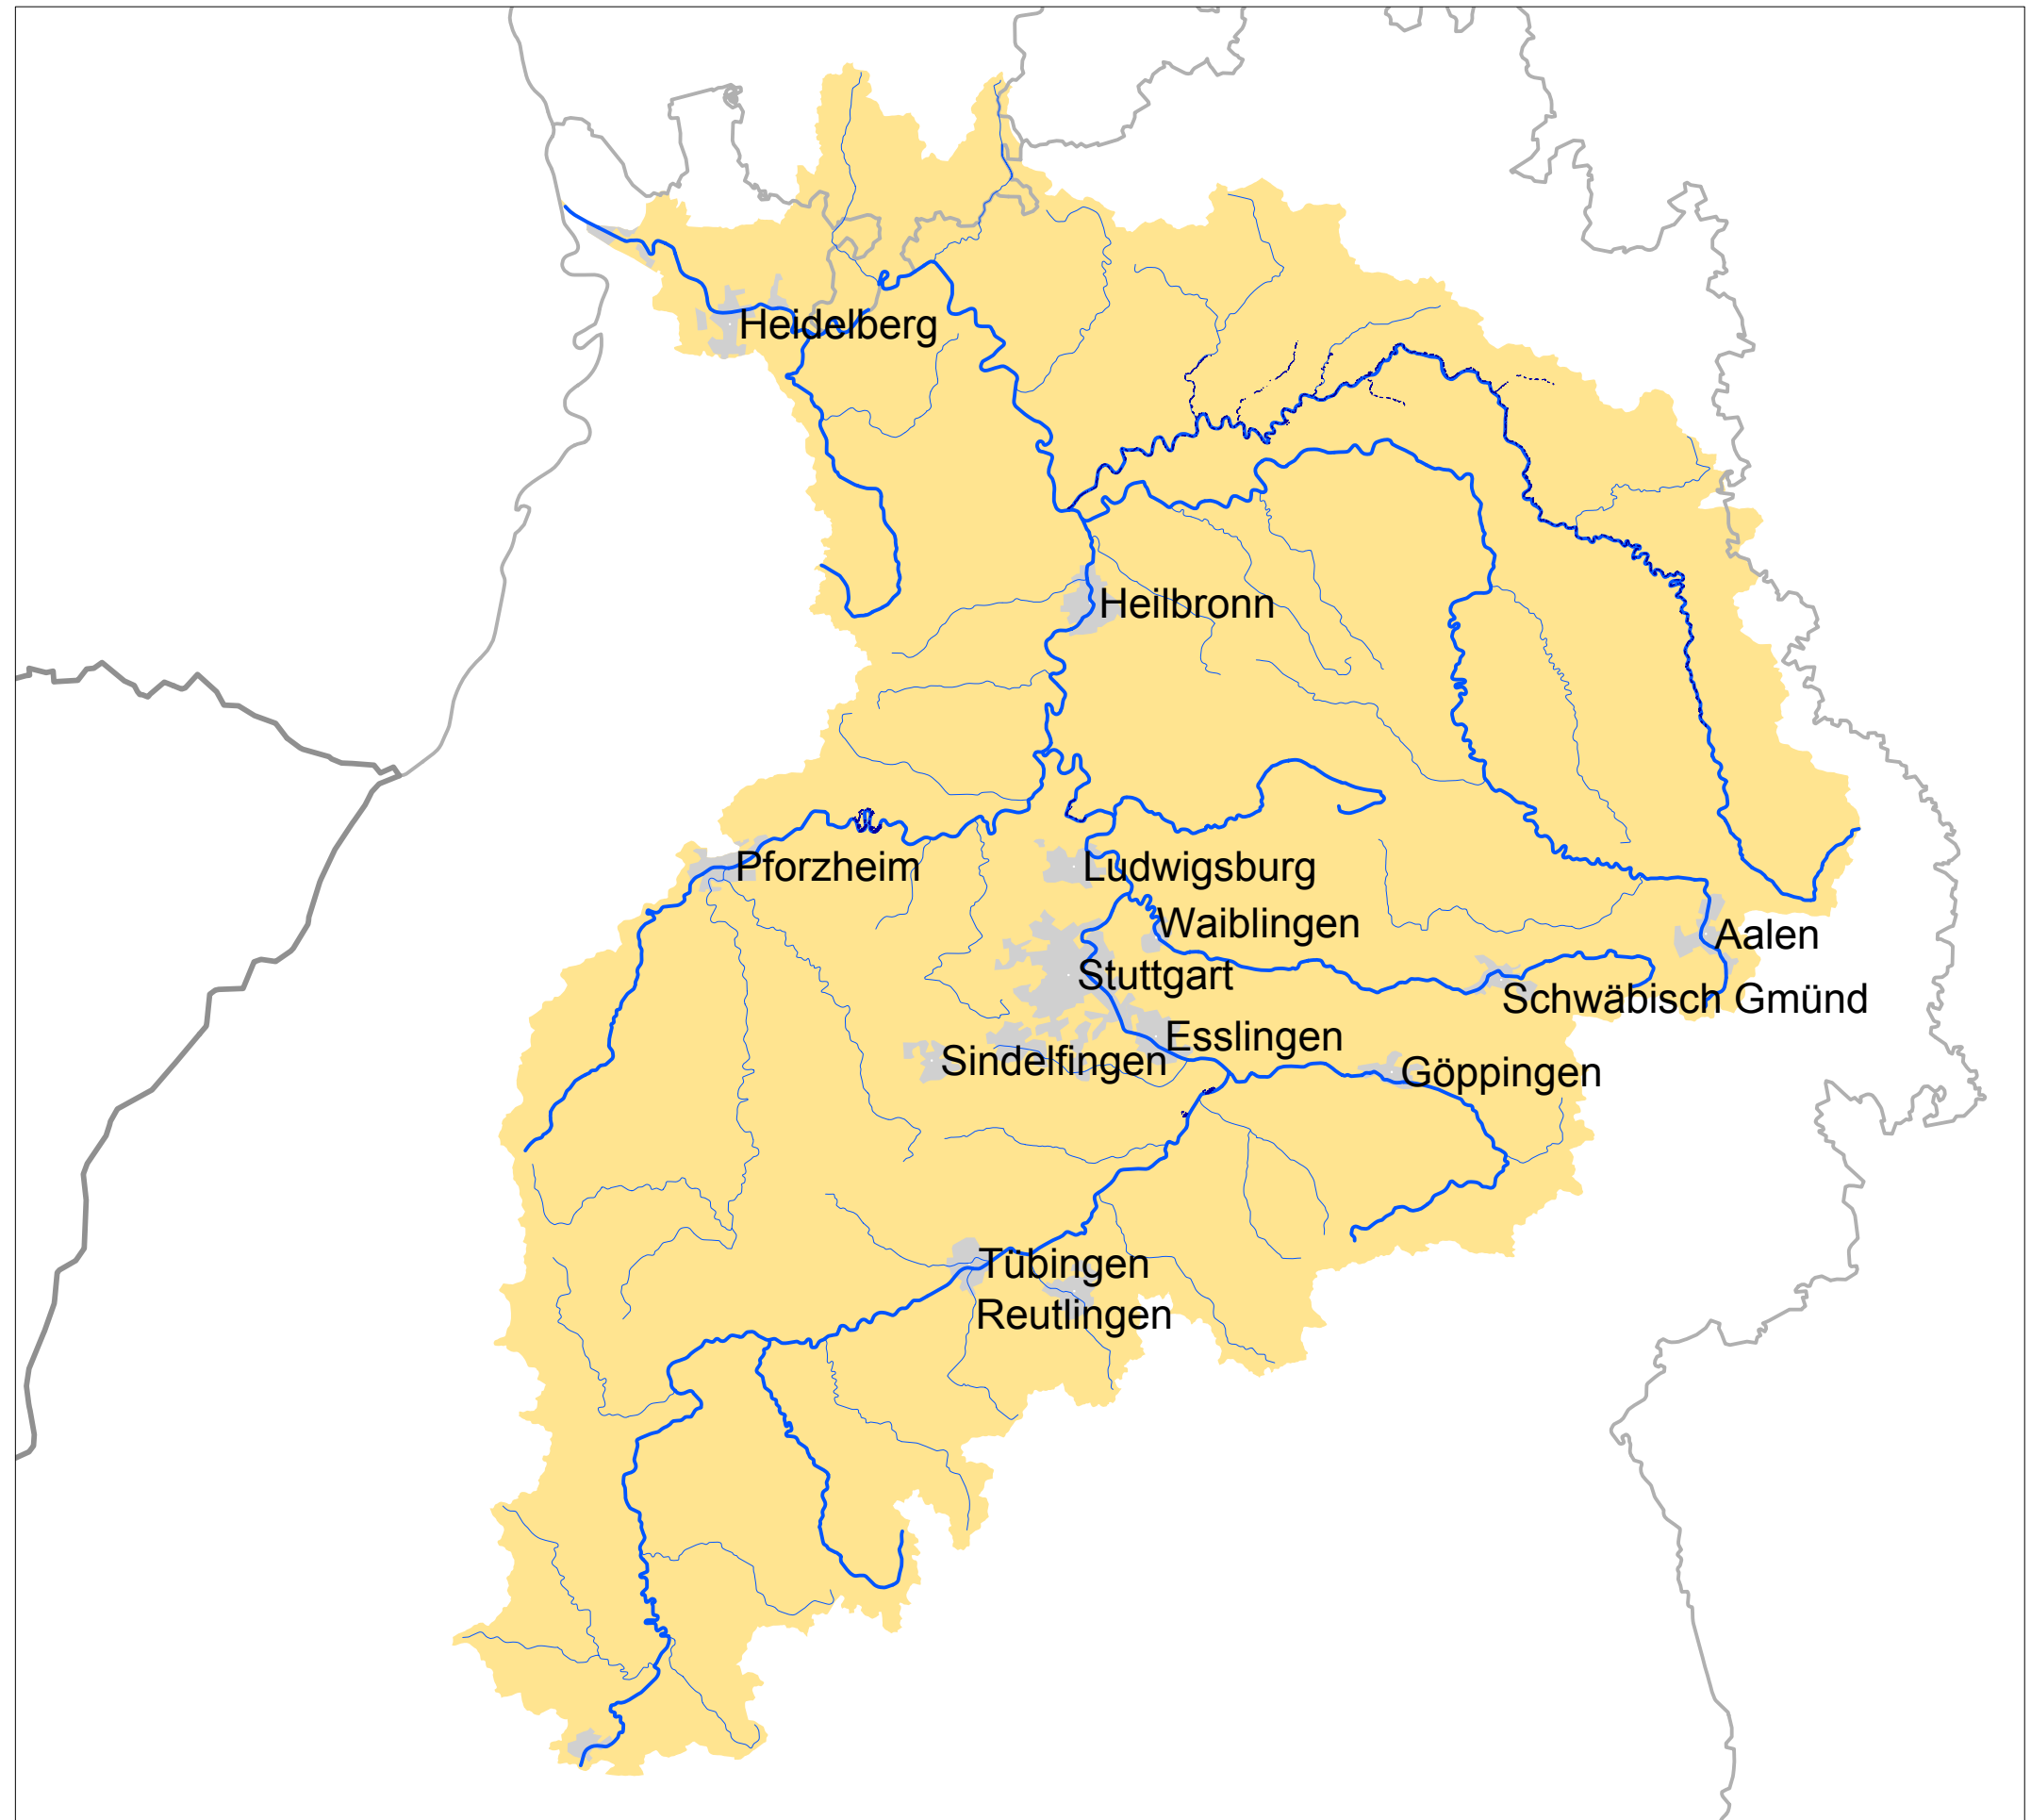 Heidelberg
Heilbronn
Pforzheim
Ludwigsburg
Waiblingen
Aalen
Stuttgart
Schwäbisch Gmünd
Esslingen
Sindelfingen
Göppingen
Tübingen
Reutlingen